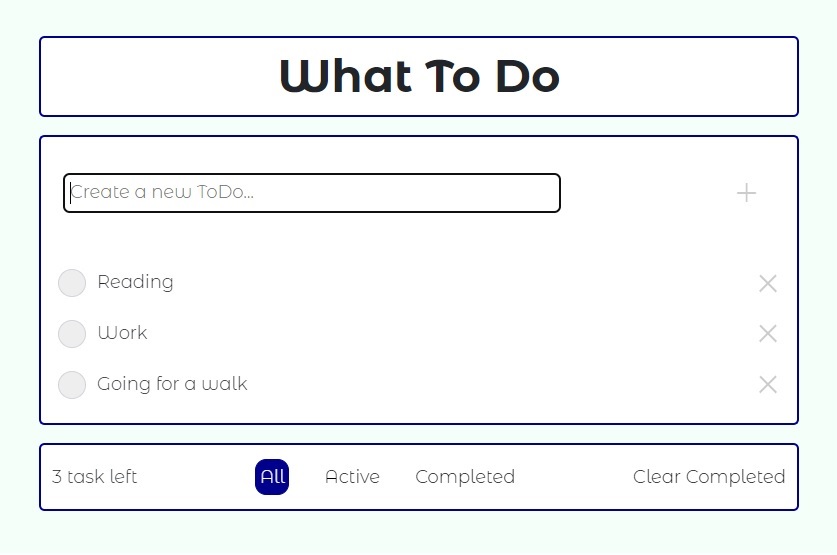 What To Do
Create a new ToDo...
Reading
Work
Going for a walk
3 task left All Active Completed Clear Completed